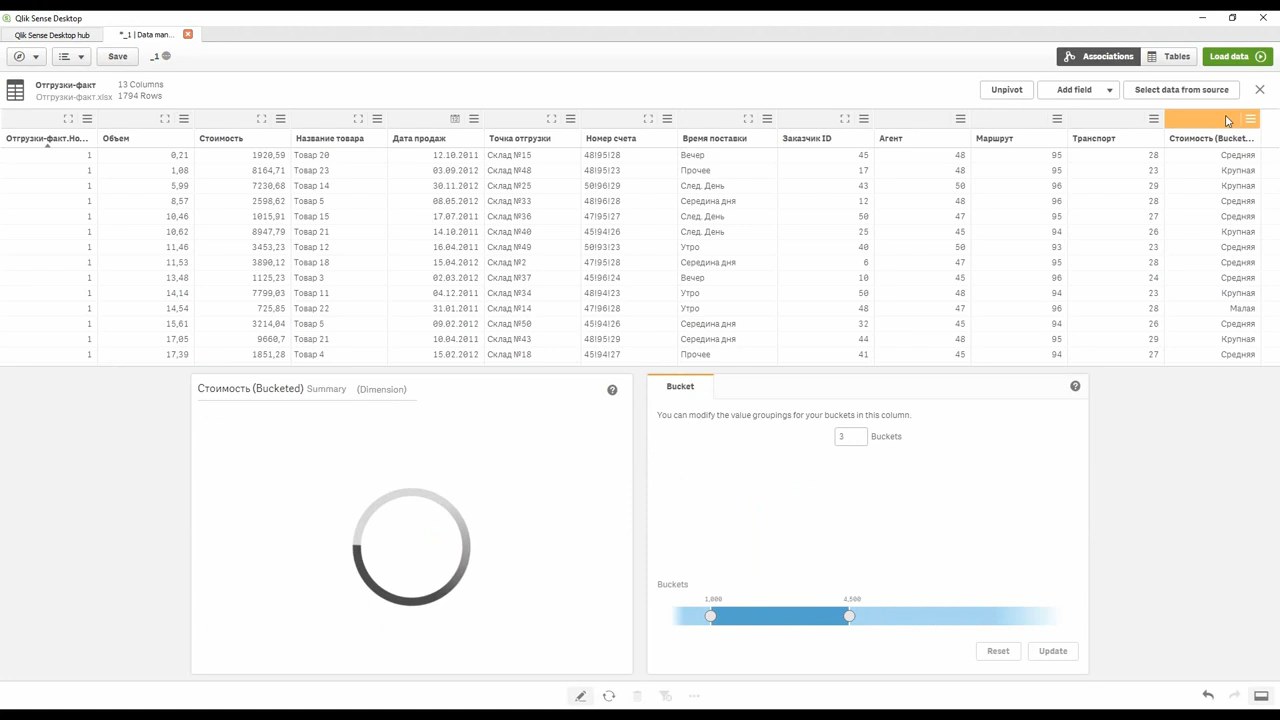 Qlik Sense Desktop
Qlik Sense Desktop hub
*_1 | Data man...
Save
_1
Associations
Tables
Load data
Отгрузки-факт
13 Columns
Отгрузки-факт.xlsx
1794 Rows
Unpivot
Add field
Select data from source
Отгрузки-факт.Но... Объем Стоимость Название товара Дата продаж Точка отгрузки Номер счета Время поставки Заказчик ID Агент Маршрут Транспорт Стоимость (Bucket...
1 0,21 1920,59 Товар 20 12.10.2011 Склад №15 48!95!28 Вечер 45 48 95 28 Средняя
1 1,08 8164,71 Товар 23 03.09.2012 Склад №48 48!95!23 Прочее 17 48 95 23 Крупная
1 5,99 7230,68 Товар 14 30.11.2012 Склад №25 50!96!29 След. День 43 50 96 29 Крупная
1 8,57 2598,62 Товар 5 08.05.2012 Склад №33 48!96!28 Середина дня 12 48 96 28 Средняя
1 10,46 1015,91 Товар 15 17.07.2011 Склад №36 47!95!27 След. День 50 47 95 27 Средняя
1 10,62 8947,79 Товар 21 14.10.2011 Склад №40 45!94!26 След. День 25 45 94 26 Крупная
1 11,46 3453,23 Товар 12 16.04.2011 Склад №49 50!93!23 Утро 40 50 93 23 Средняя
1 11,53 3890,12 Товар 18 15.04.2012 Склад №2 47!95!28 Середина дня 6 47 95 28 Средняя
1 13,48 1125,23 Товар 3 02.03.2012 Склад №37 45!96!24 Вечер 10 45 96 24 Средняя
1 14,14 7799,03 Товар 11 04.12.2011 Склад №34 48!94!23 Утро 50 48 94 23 Крупная
1 14,54 725,85 Товар 22 31.01.2011 Склад №14 47!96!28 Утро 48 47 96 28 Малая
1 15,61 3214,04 Товар 5 09.02.2012 Склад №50 45!94!26 Середина дня 32 45 94 26 Средняя
1 17,05 9660,7 Товар 21 10.04.2011 Склад №43 48!95!29 Середина дня 44 48 95 29 Крупная
1 17,39 1851,28 Товар 4 15.02.2012 Склад №18 45!94!27 Прочее 41 45 94 27 Средняя
Стоимость (Bucketed) Summary (Dimension)
Bucket
You can modify the value groupings for your buckets in this column.
3 Buckets
Buckets
1,000 4,500
Reset Update